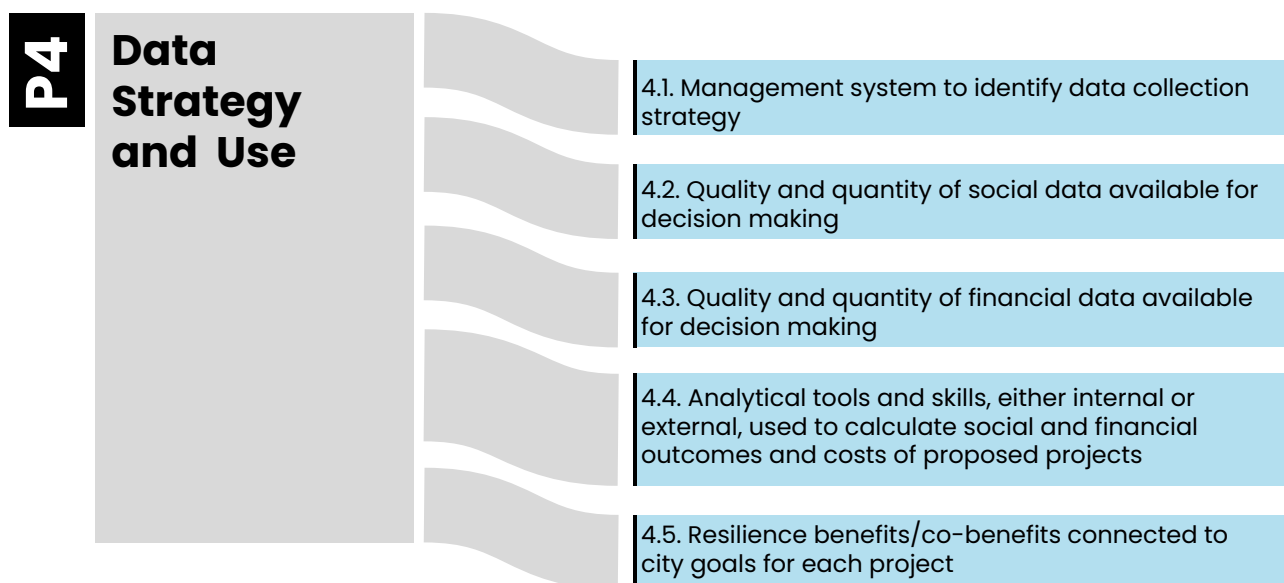 P4
Data
Strategy
and Use
4.1. Management system to identify data collection
strategy
4.2. Quality and quantity of social data available for
decision making
4.3. Quality and quantity of financial data available
for decision making
4.4. Analytical tools and skills, either internal or
external, used to calculate social and financial
outcomes and costs of proposed projects
4.5. Resilience benefits/co-benefits connected to
city goals for each project